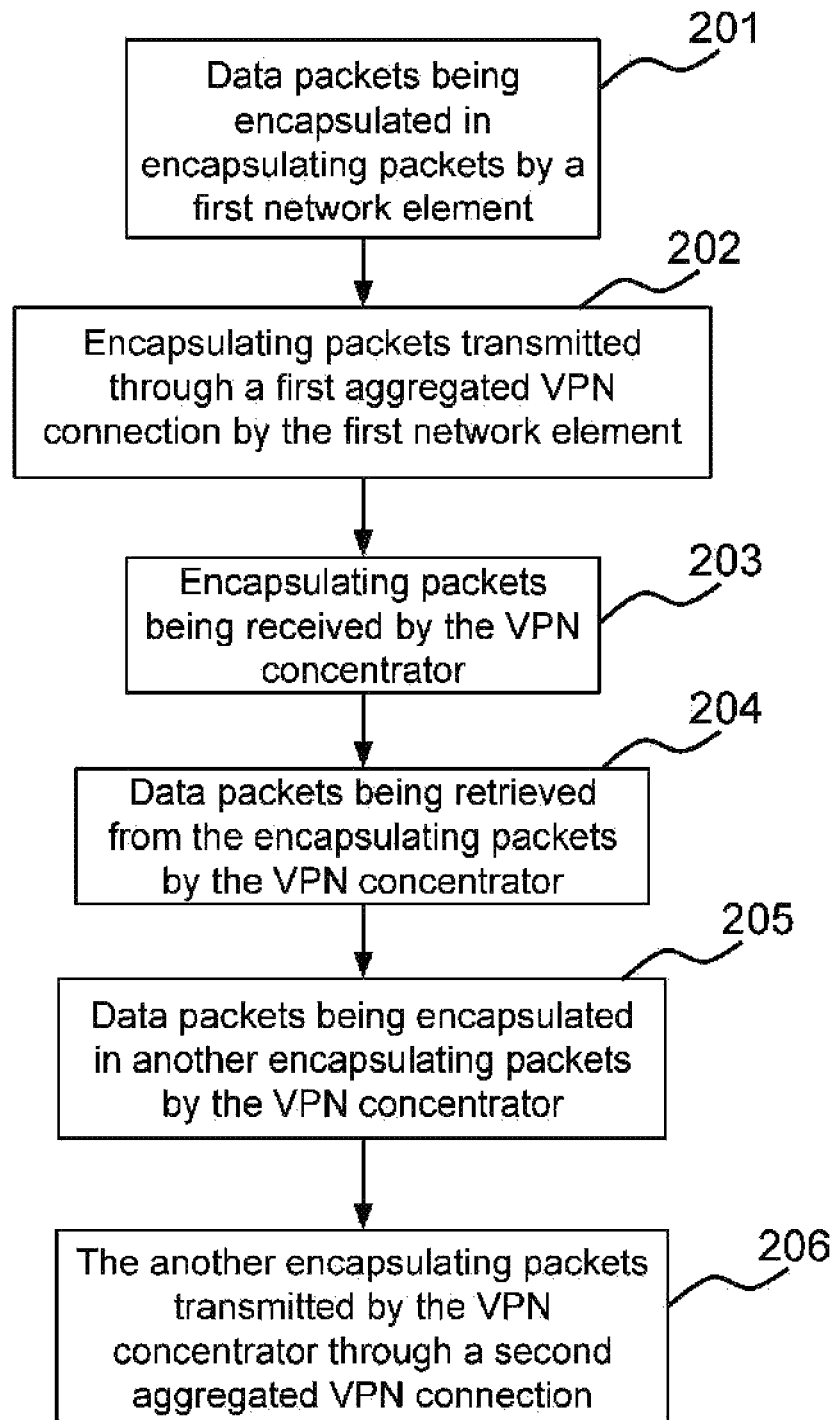 201
Data packets being
encapsulated in
encapsulating packets by a
first network element
202
Encapsulating packets transmitted
through a first aggregated VPN
connection by the first network element
203
Encapsulating packets
being received by the VPN
concentrator
204
Data packets being retrieved
from the encapsulating packets
by the VPN concentrator
205
Data packets being encapsulated
in another encapsulating packets
by the VPN concentrator
206
The another encapsulating packets
transmitted by the VPN
concentrator through a second
aggregated VPN connection